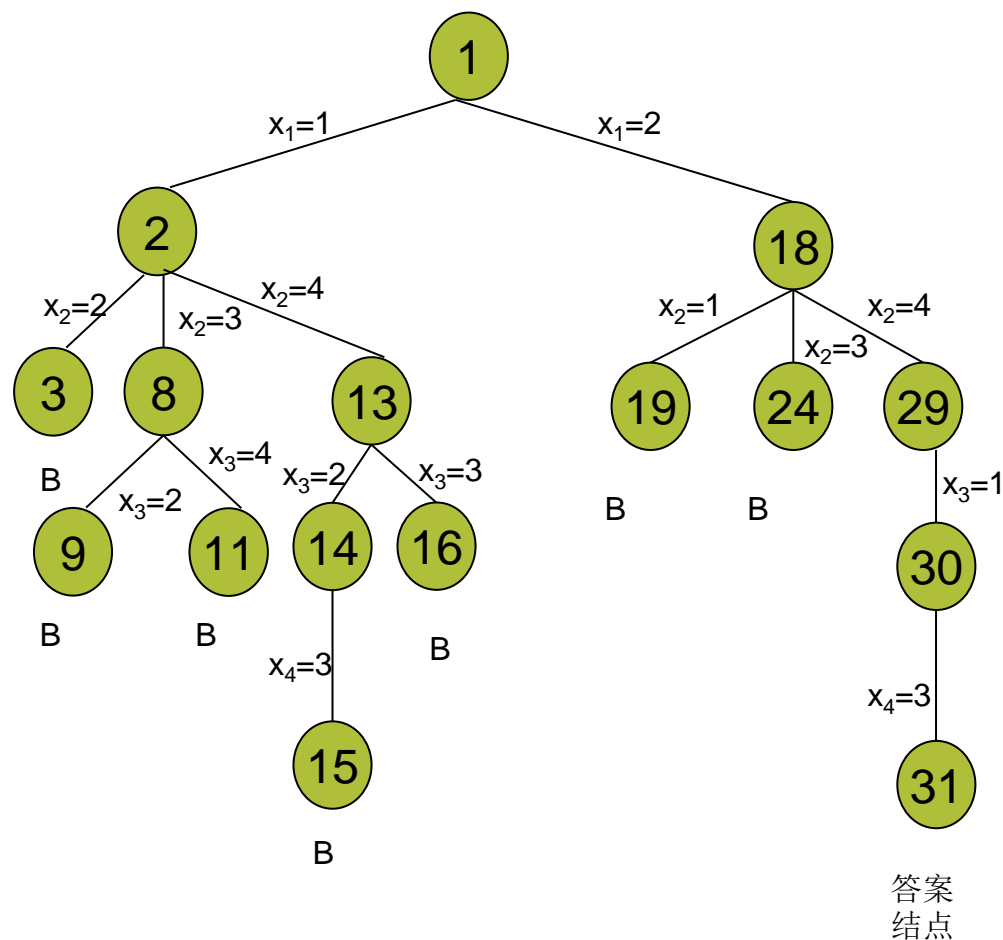 1
x₁=1
x₁=2
2
18
x₂=2
x₂=3
x₂=4
x₂=1
x₂=3
x₂=4
3
8
13
19
24
29
B
x₃=2
x₃=4
x₃=2
x₃=3
B
B
x₃=1
9
11
14
16
30
B
B
B
x₄=3
x₄=3
15
31
B
答案
结点